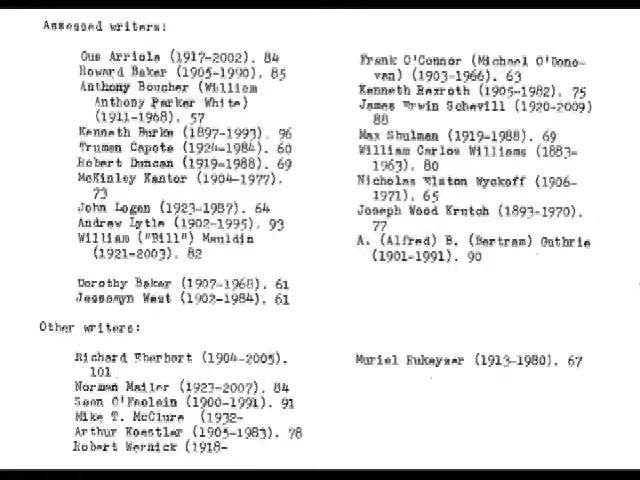 Assessed writers:
Gus Arriola (1917-2002). 84
Howard Baker (1905-1990). 85
Anthony Boucher (William
Anthony Parker White)
(1911-1968). 57
Kenneth Burke (1897-1993). 96
Truman Capote (1924-1984). 60
Robert Duncan (1919-1988). 69
McKinley Kantor (1904-1977).
73
John Logan (1923-1987). 64
Andrew Lytle (1902-1995). 93
William ("Bill") Mauldin
(1921-2003). 82
Dorothy Baker (1907-1968). 61
Jessamyn West (1902-1984). 61
Frank O'Connor (Michael O'Dono-
van) (1903-1966). 63
Kenneth Rexroth (1905-1982). 75
James Erwin Schevill (1920-2009)
88
Max Shulman (1919-1988). 69
William Carlos Williams (1883-
1963). 80
Nicholas Elston Wyckoff (1906-
1971). 65
Joseph Wood Krutch (1893-1970).
77
A. (Alfred) B. (Bertram) Guthrie
(1901-1991). 90
Other writers:
Richard Eberhart (1904-2005).
101
Norman Mailer (1923-2007). 84
Sean O'Faolain (1900-1991). 91
Mike T. McClure (1932-
Arthur Koestler (1905-1983). 78
Robert Wernick (1918-
Muriel Rukeyser (1913-1980). 67